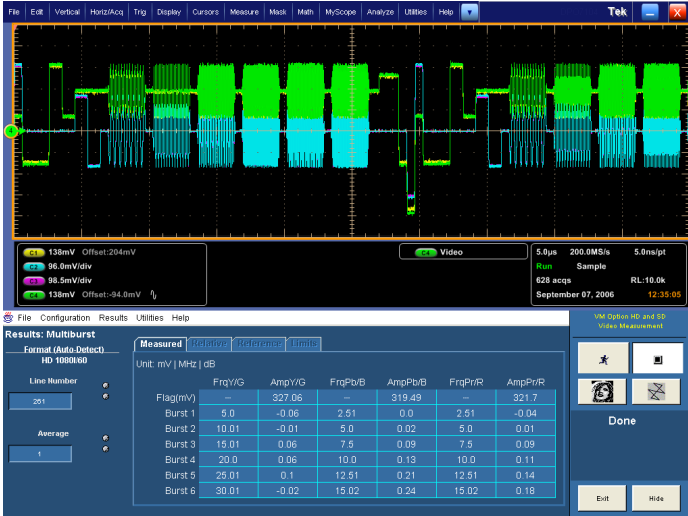 File Edit Vertical Horiz/Acq Trig Display Cursors Measure Mask Math MyScope Analyze Utilities Help Tek X
4
C1 138mV Offset:204mV
C2 96.0mV/div
C3 98.5mV/div
C4 138mV Offset:-94.0mV
C4 Video
5.0µs 200.0MS/s 5.0ns/pt
Run Sample
628 acqs RL:10.0k
September 07, 2006 12:35:05
File Configuration Results Utilities Help
Results: Multiburst
Format (Auto-Detect)
HD 1080I/60
Line Number
261
Average
1
Measured Relative Reference Limits
Unit: mV | MHz | dB
FrqY/G AmpY/G FrqPb/B AmpPb/B FrqPr/R AmpPr/R
Flag(mV) -- 327.06 -- 319.49 -- 321.7
Burst 1 5.0 -0.06 2.51 0.0 2.51 -0.04
Burst 2 10.01 -0.01 5.0 0.02 5.0 0.01
Burst 3 15.01 0.06 7.5 0.09 7.5 0.09
Burst 4 20.0 0.06 10.0 0.13 10.0 0.11
Burst 5 25.01 0.1 12.51 0.21 12.51 0.14
Burst 6 30.01 -0.02 15.02 0.24 15.02 0.18
VM Option HD and SD
Video Measurement
Done
Exit Hide